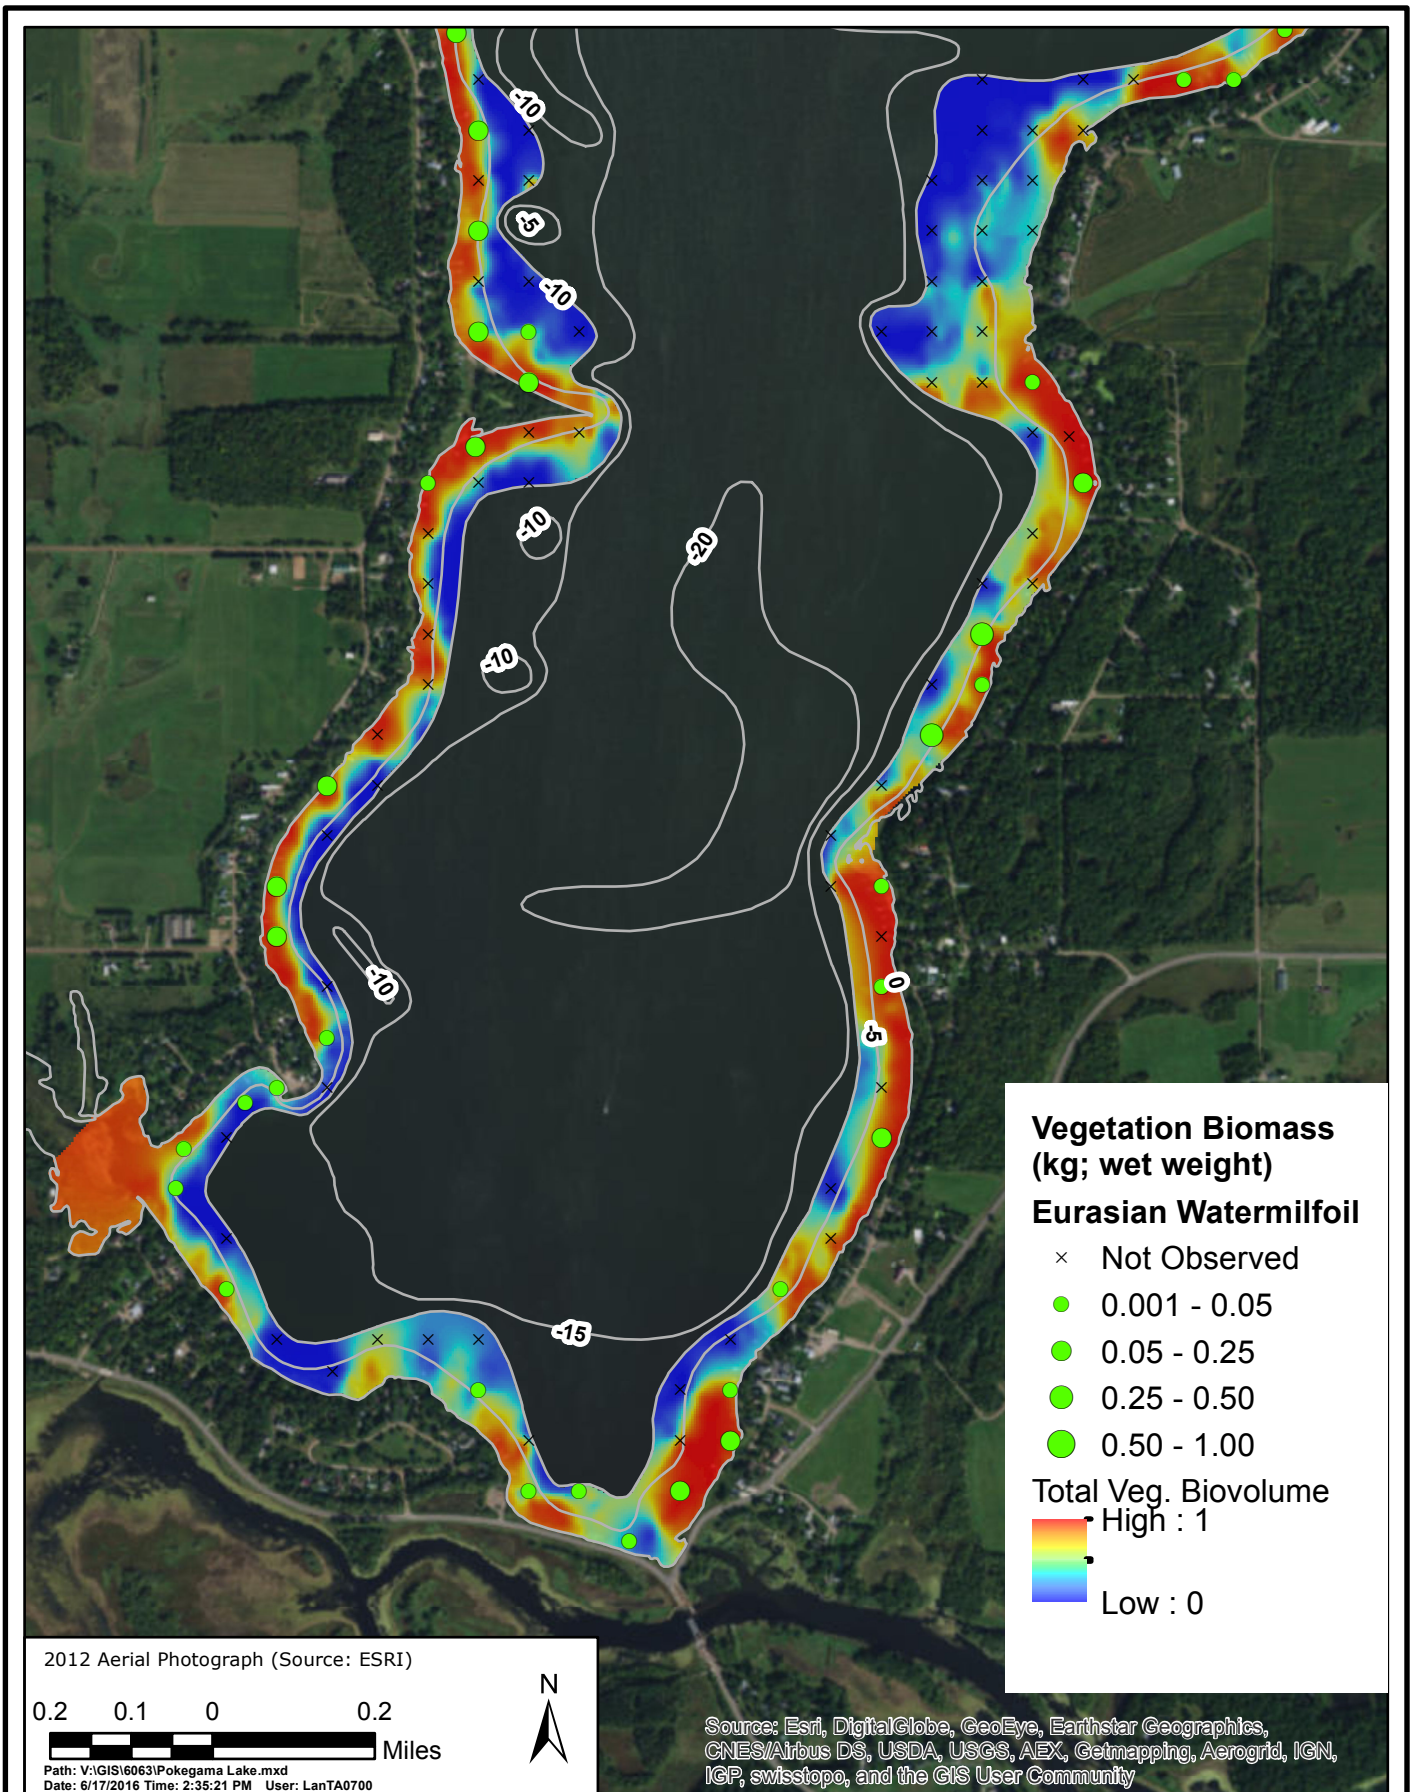 -10
-5
-10
-10
-20
-10
-10
0
-5
-15
Vegetation Biomass
(kg; wet weight)
Eurasian Watermilfoil
Not Observed
0.001 - 0.05
0.05 - 0.25
0.25 - 0.50
0.50 - 1.00
Total Veg. Biovolume
High : 1
Low : 0
2012 Aerial Photograph (Source: ESRI)
N
0.2 0.1 0 0.2
Miles
Path: V:\GIS\6063\Pokegama Lake.mxd
Date: 6/17/2016 Time: 2:35:21 PM User: LanTA0700
Source: Esri, DigitalGlobe, GeoEye, Earthstar Geographics,
CNES/Airbus DS, USDA, USGS, AEX, Getmapping, Aerogrid, IGN,
IGP, swisstopo, and the GIS User Community